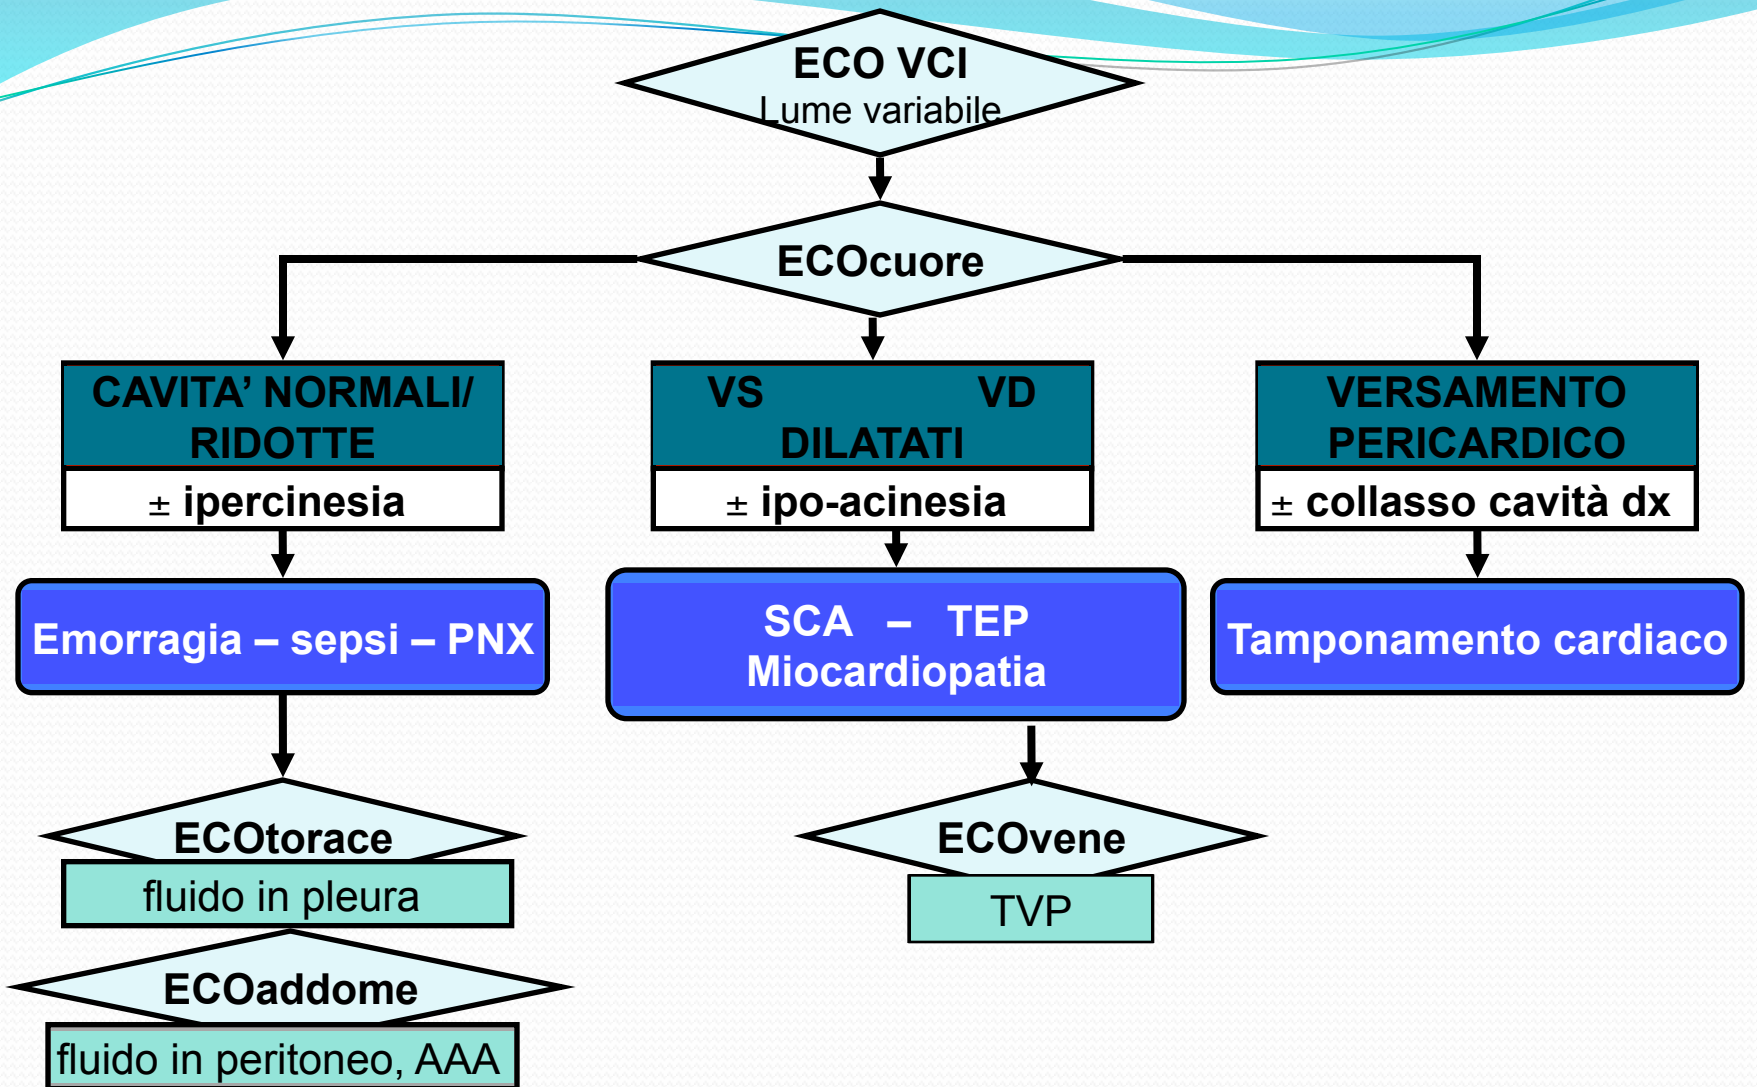 ECO VCI
Lume variabile
ECOcuore
CAVITA’ NORMALI/
RIDOTTE
± ipercinesia
VS VD
DILATATI
± ipo-acinesia
VERSAMENTO
PERICARDICO
± collasso cavità dx
Emorragia – sepsi – PNX
SCA – TEP
Miocardiopatia
Tamponamento cardiaco
ECOtorace
fluido in pleura
ECOvene
TVP
ECOaddome
fluido in peritoneo, AAA